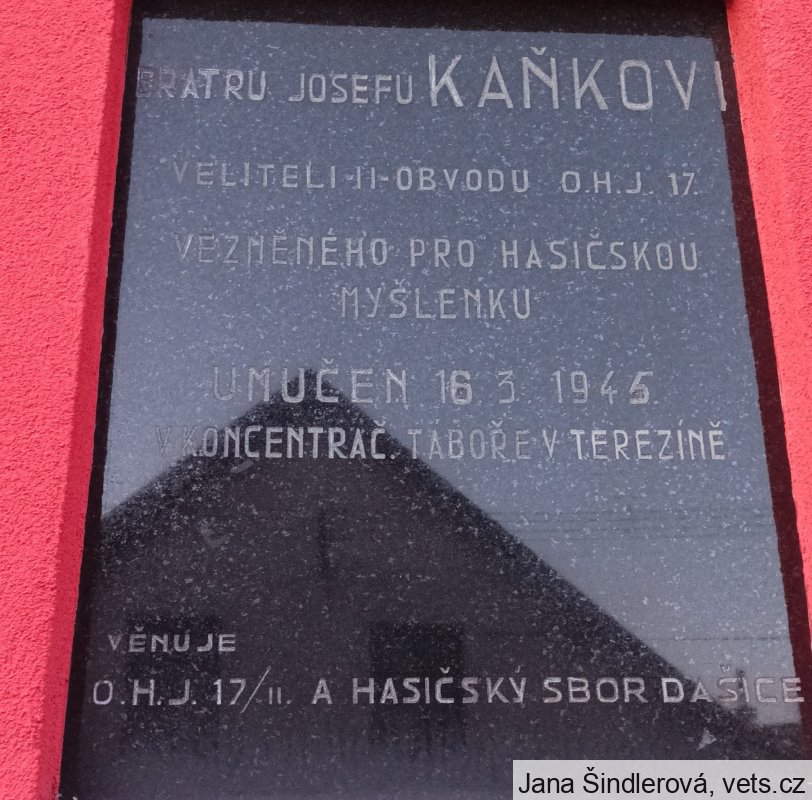 BRATRU JOSEFU KAŇKOVI
VELITELI-II-OBVODU O.H.J. 17.
VĚZNĚNÉHO PRO HASIČSKOU
MYŠLENKU
UMUČEN 16 3 1945
V KONCENTRAČ. TÁBOŘE V TEREZÍNĚ
VĚNUJE
O.H.J. 17/II. A HASIČSKÝ SBOR DAŠICE
Jana Šindlerová, vets.cz